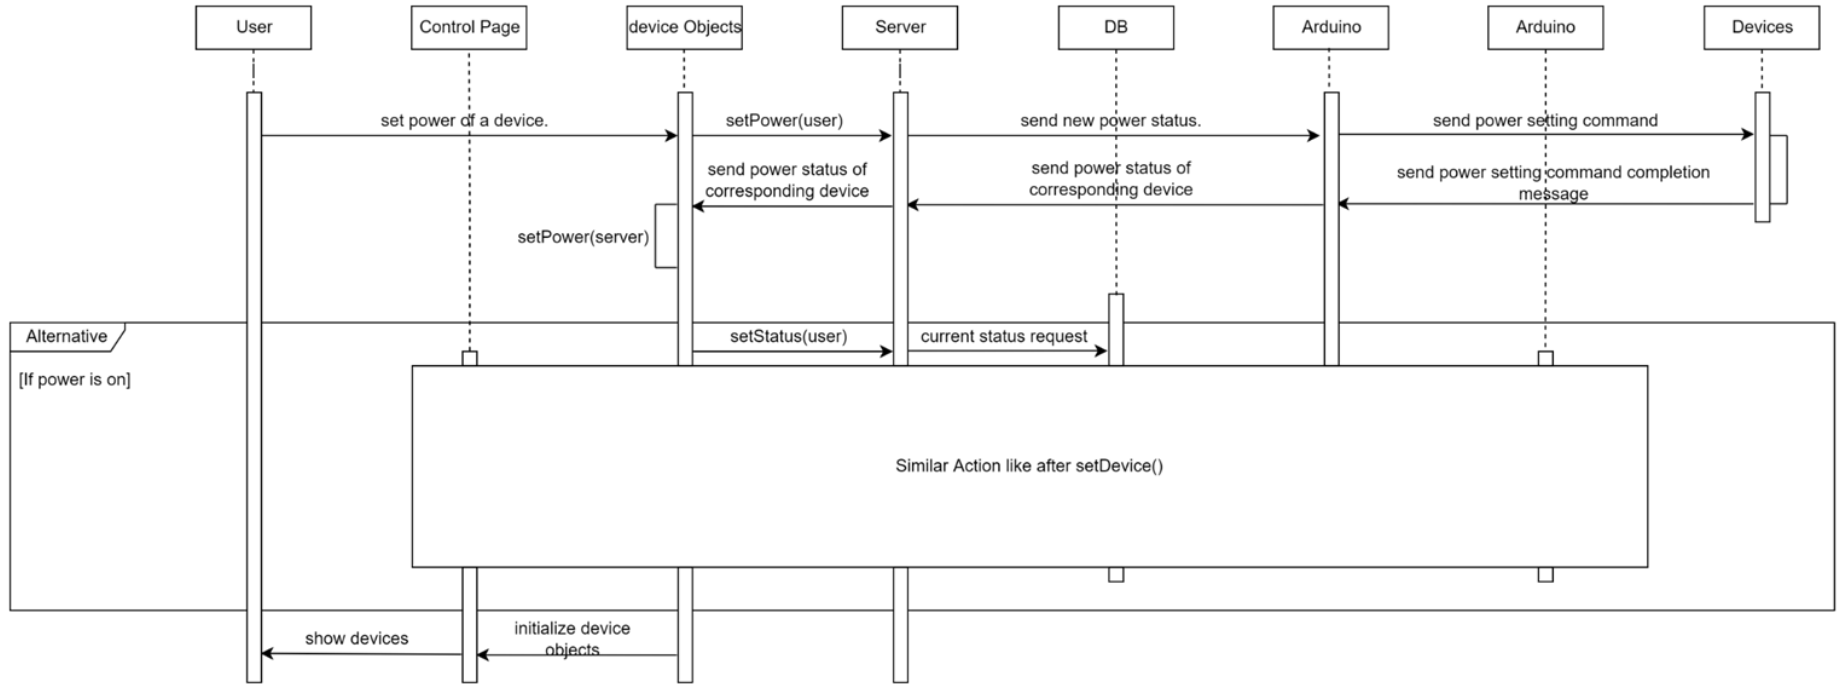 User
Control Page
device Objects
Server
DB
Arduino
Arduino
Devices
set power of a device.
setPower(user)
send new power status.
send power setting command
send power status of
corresponding device
send power status of
corresponding device
send power setting command completion
message
setPower(server)
Alternative
setStatus(user)
current status request
[If power is on]
Similar Action like after setDevice()
show devices
initialize device
objects